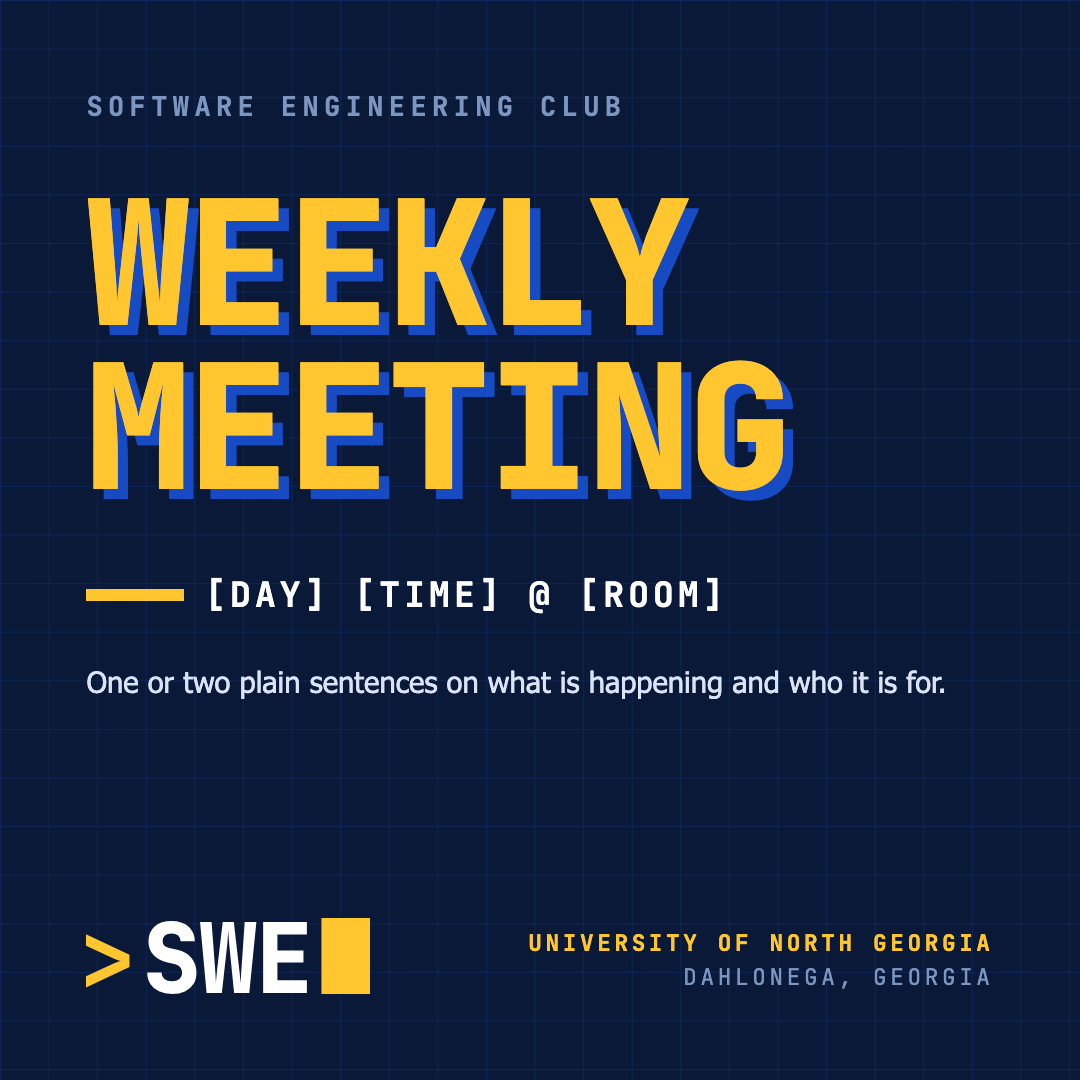 SOFTWARE ENGINEERING CLUB
WEEKLY
MEETING
[DAY] [TIME] @ [ROOM]
One or two plain sentences on what is happening and who it is for.
>SWE
UNIVERSITY OF NORTH GEORGIA
DAHLONEGA, GEORGIA